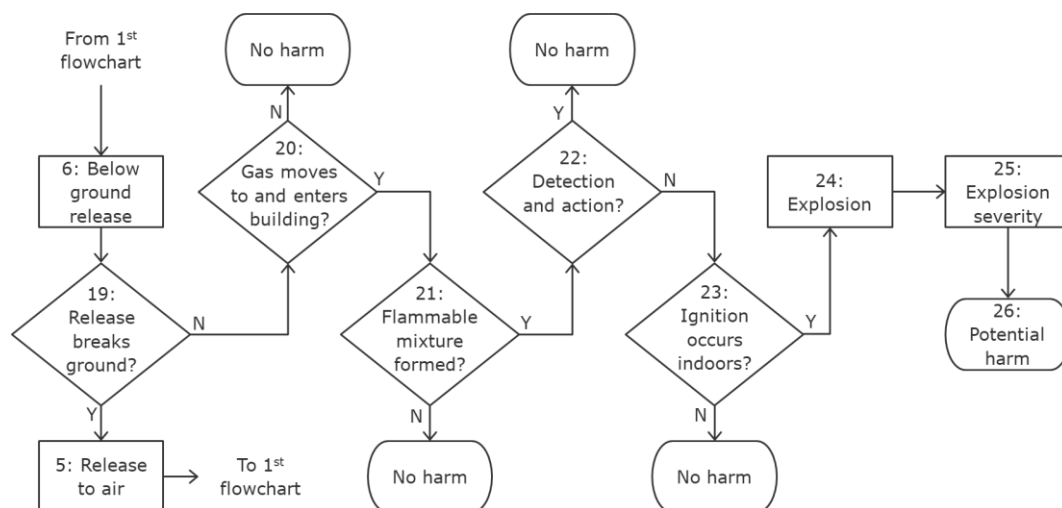 From 1st
flowchart
6: Below
ground
release
19:
Release
breaks
ground?
N
Y
5: Release
to air
To 1st
flowchart
No harm
N
20:
Gas moves
to and enters
building?
Y
21:
Flammable
mixture
formed?
Y
N
No harm
No harm
Y
22:
Detection
and action?
N
23:
Ignition
occurs
indoors?
Y
N
No harm
24:
Explosion
25:
Explosion
severity
26:
Potential
harm